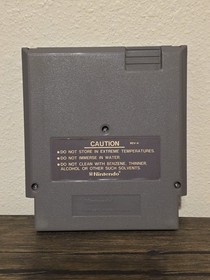 CAUTION
▸DO NOT STORE IN EXTREME TEMPERATURES.
▸DO NOT IMMERSE IN WATER.
▸DO NOT CLEAN WITH BENZENE, THINNER,
ALCOHOL OR OTHER SUCH SOLVENTS.
Nintendo